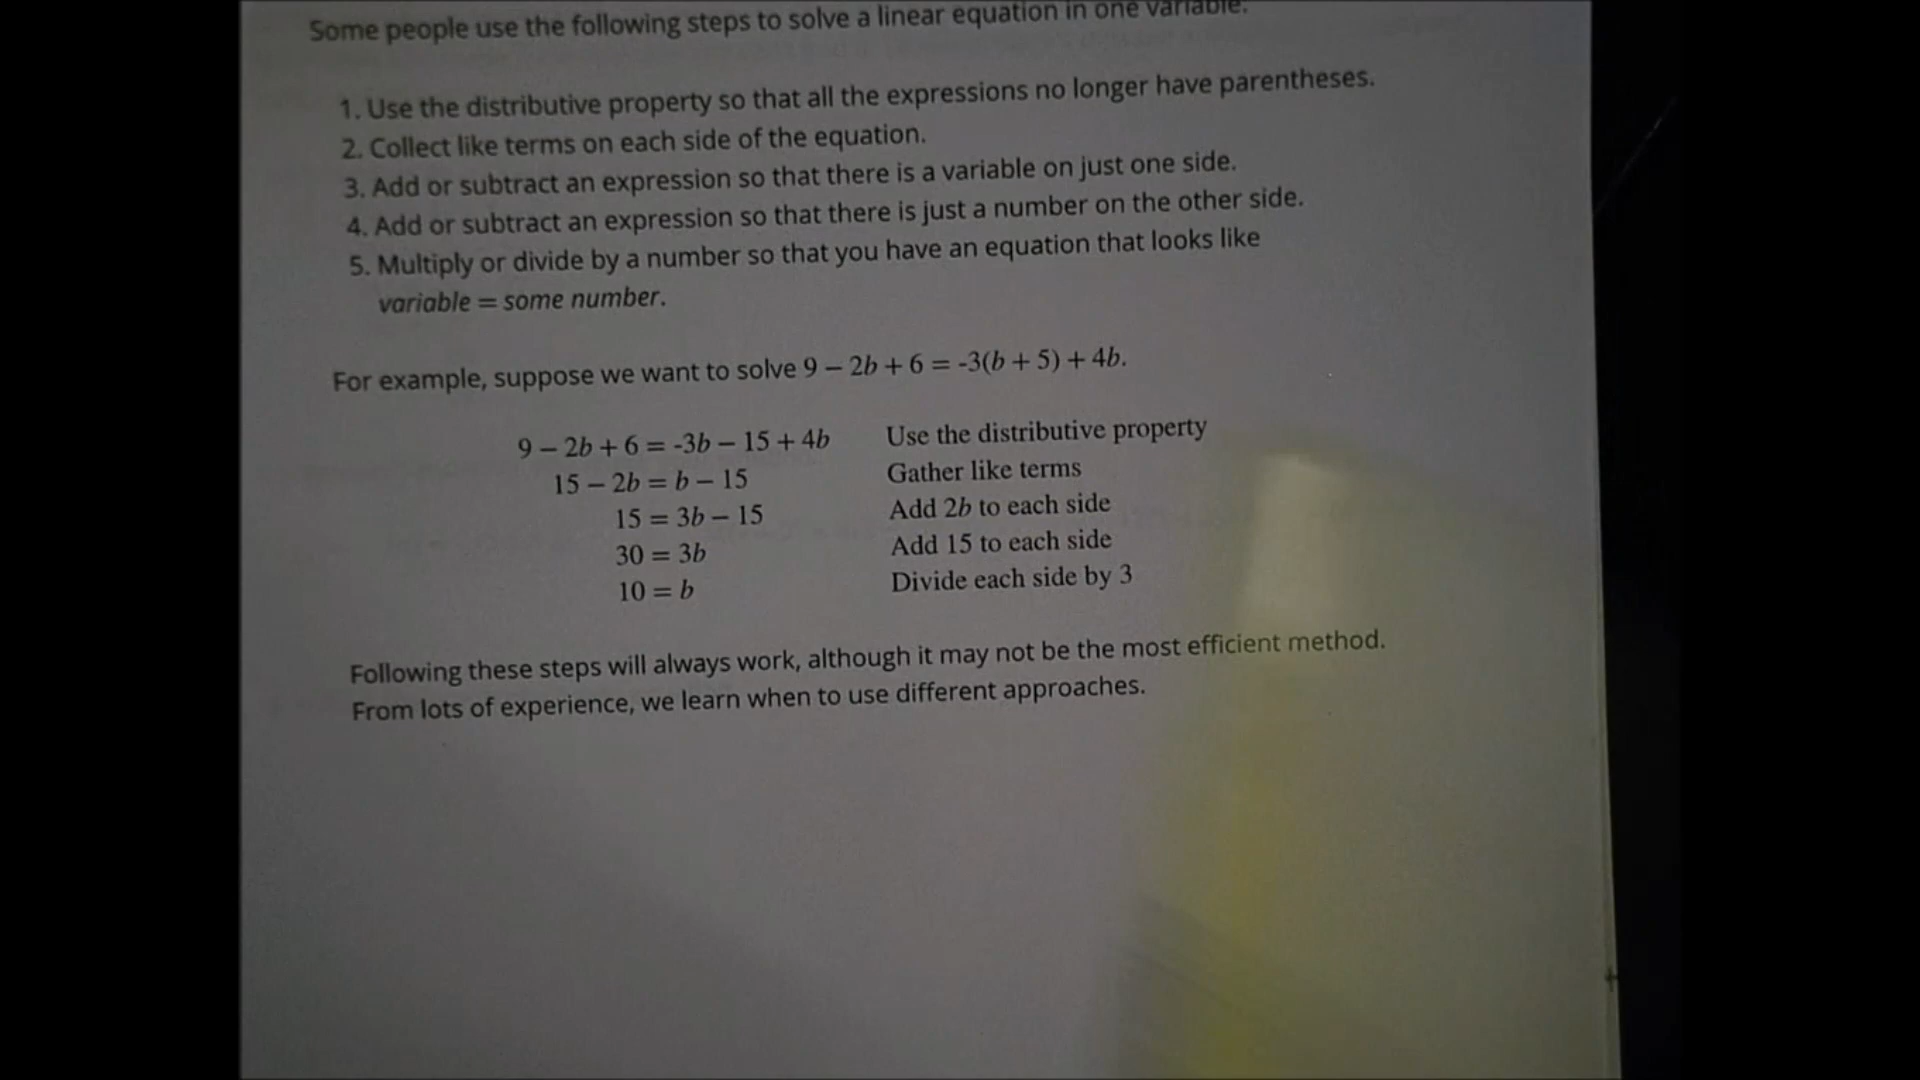 Some people use the following steps to solve a linear equation in one variable.
1. Use the distributive property so that all the expressions no longer have parentheses.
2. Collect like terms on each side of the equation.
3. Add or subtract an expression so that there is a variable on just one side.
4. Add or subtract an expression so that there is just a number on the other side.
5. Multiply or divide by a number so that you have an equation that looks like
variable = some number.
For example, suppose we want to solve 9 – 2b + 6 = -3(b + 5) + 4b.
9 – 2b + 6 = -3b – 15 + 4b Use the distributive property
15 – 2b = b – 15 Gather like terms
15 = 3b – 15 Add 2b to each side
30 = 3b Add 15 to each side
10 = b Divide each side by 3
Following these steps will always work, although it may not be the most efficient method.
From lots of experience, we learn when to use different approaches.